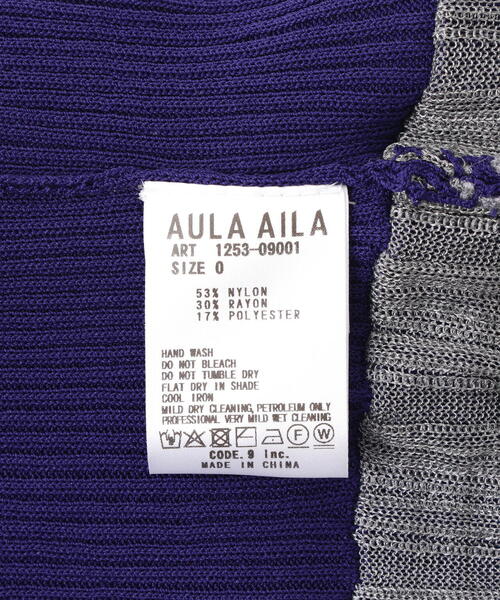 AULA AILA
ART 1253-09001
SIZE 0
53% NYLON
30% RAYON
17% POLYESTER
HAND WASH
DO NOT BLEACH
DO NOT TUMBLE DRY
FLAT DRY IN SHADE
COOL IRON
MILD DRY CLEANING, PETROLEUM ONLY
PROFESSIONAL VERY MILD WET CLEANING
F W
CODE. 9 Inc.
MADE IN CHINA